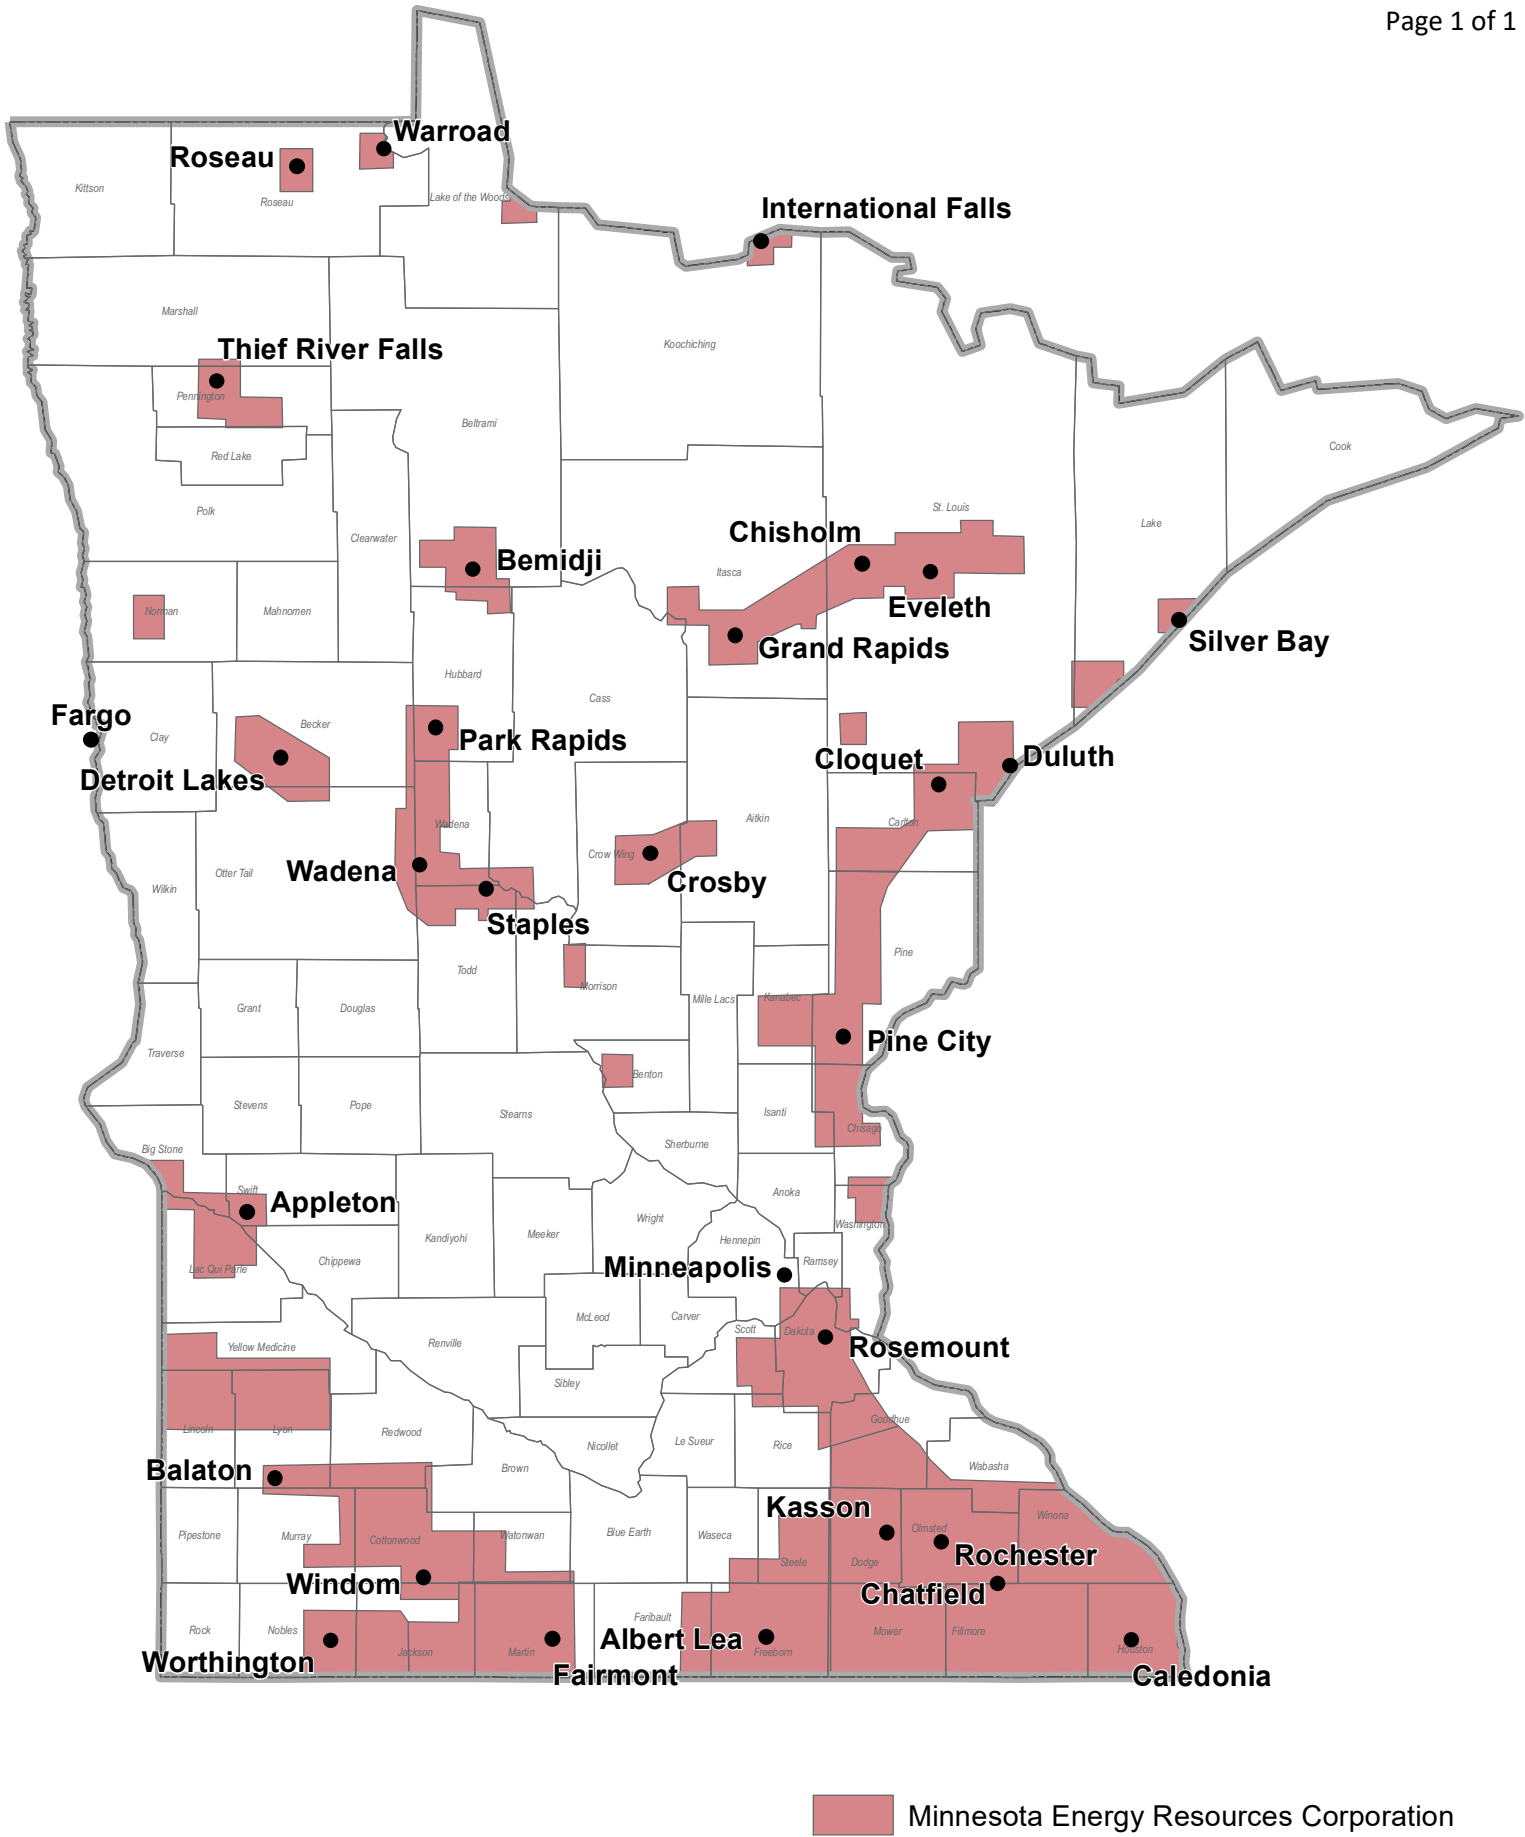 Page 1 of 1
Warroad
Roseau
Kittson
Roseau
Lake of the Woods
International Falls
Marshall
Koochiching
Thief River Falls
Pennington
Beltrami
Red Lake
Cook
Polk
Clearwater
St. Louis
Lake
Chisholm
Bemidji
Itasca
Norman
Mahnomen
Eveleth
Silver Bay
Grand Rapids
Hubbard
Cass
Fargo
Clay
Becker
Park Rapids
Cloquet
Duluth
Detroit Lakes
Wadena
Aitkin
Carlton
Crow Wing
Wadena
Otter Tail
Wilkin
Crosby
Staples
Pine
Todd
Morrison
Mille Lacs
Kanabec
Grant
Douglas
Pine City
Traverse
Benton
Stevens
Pope
Stearns
Isanti
Chisago
Sherburne
Big Stone
Swift
Appleton
Anoka
Wright
Washington
Kandiyohi
Meeker
Hennepin
Lac Qui Parle
Chippewa
Minneapolis
Ramsey
McLeod
Carver
Scott
Dakota
Rosemount
Yellow Medicine
Renville
Sibley
Lincoln
Lyon
Redwood
Nicollet
Le Sueur
Rice
Goodhue
Balaton
Brown
Wabasha
Kasson
Pipestone
Murray
Cottonwood
Watonwan
Blue Earth
Waseca
Steele
Dodge
Olmsted
Winona
Rochester
Windom
Chatfield
Rock
Nobles
Jackson
Martin
Faribault
Albert Lea
Freeborn
Mower
Fillmore
Houston
Worthington
Fairmont
Caledonia
Minnesota Energy Resources Corporation